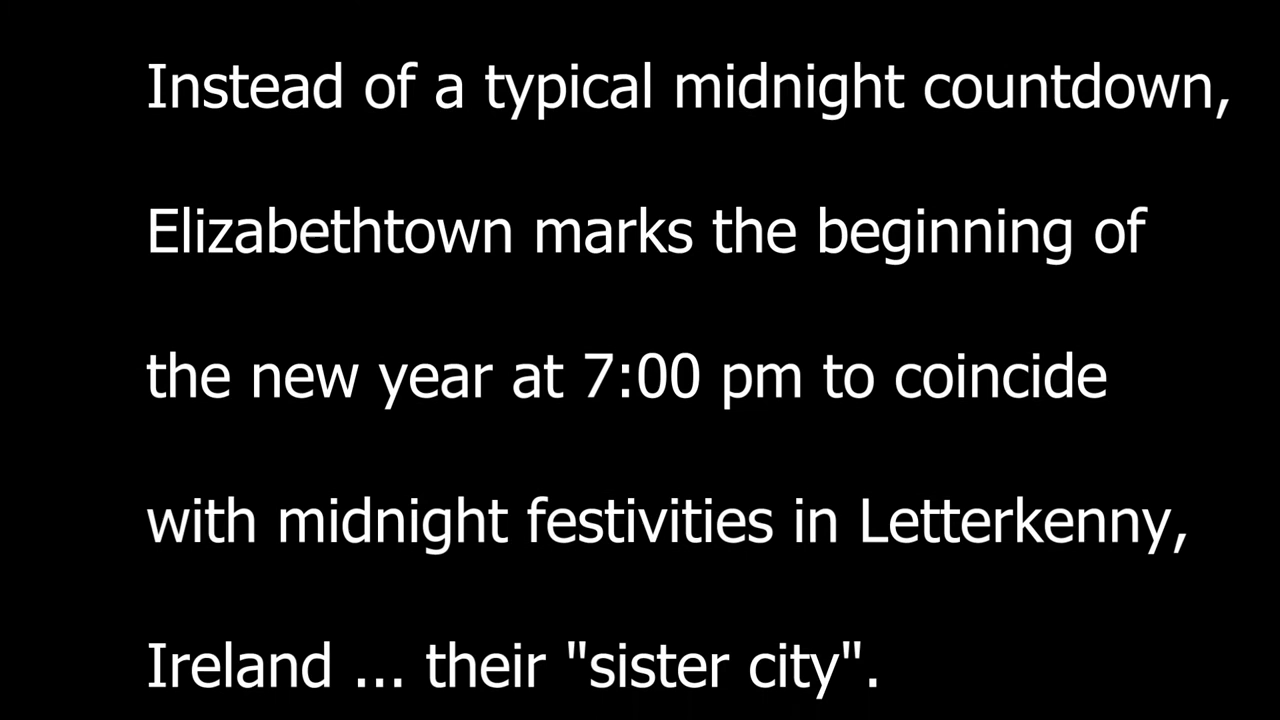 Instead of a typical midnight countdown,
Elizabethtown marks the beginning of
the new year at 7:00 pm to coincide
with midnight festivities in Letterkenny,
Ireland ... their "sister city".